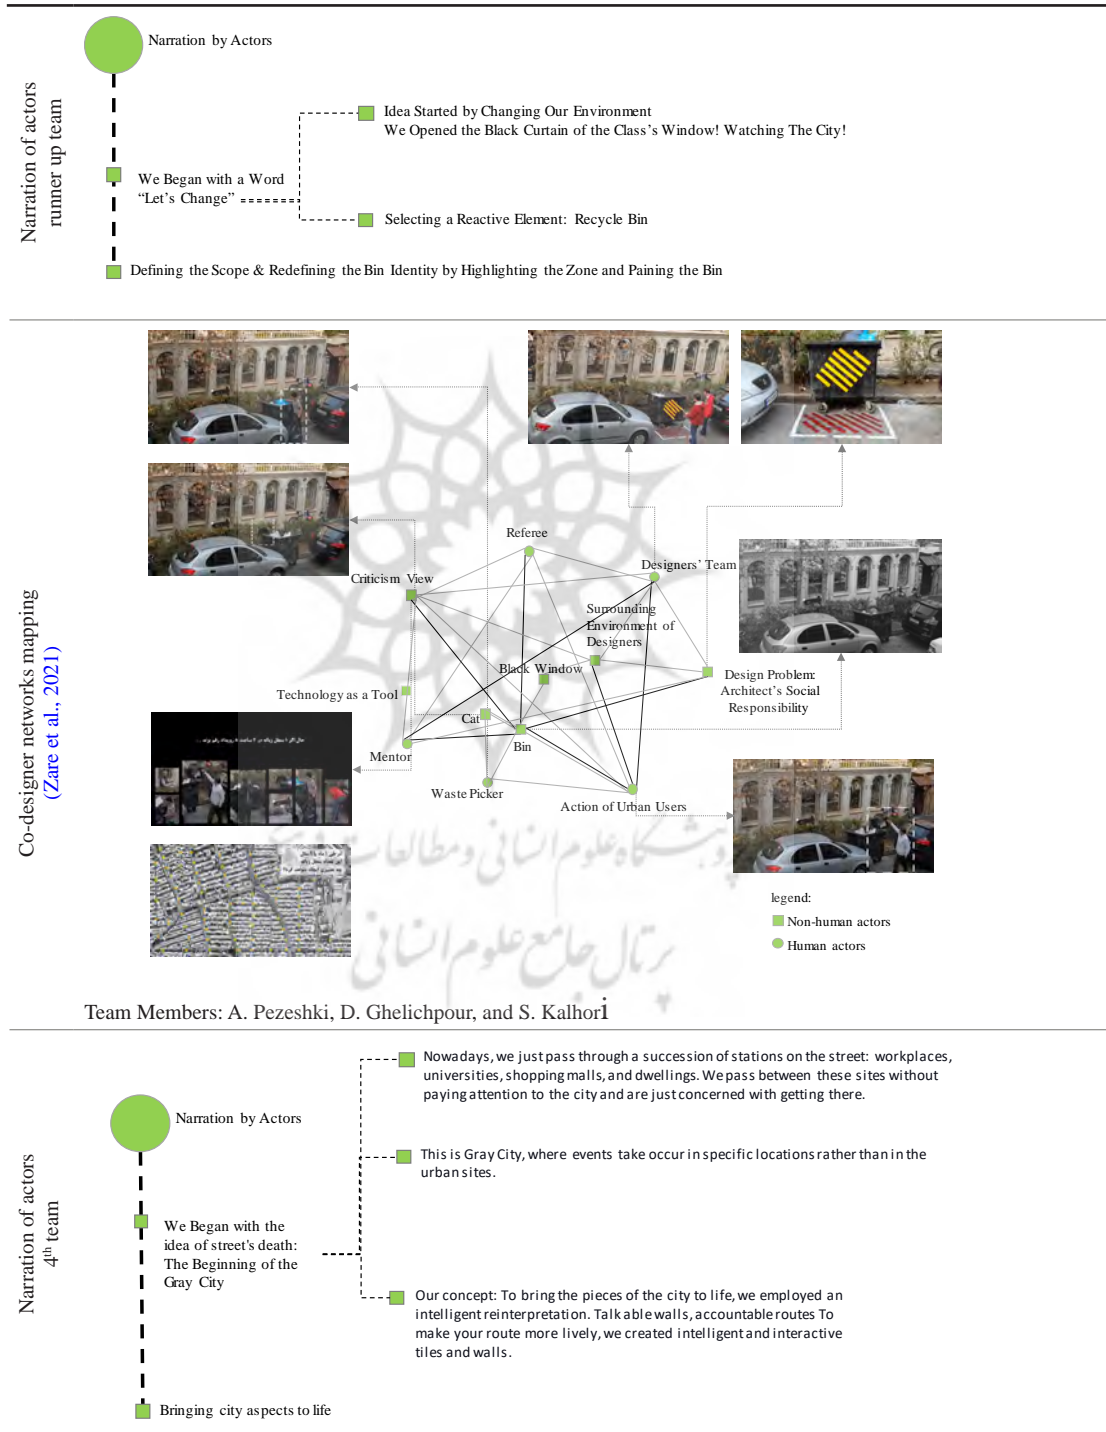 Narration of actors
runner up team
Narration by Actors
Idea Started by Changing Our Environment
We Opened the Black Curtain of the Class’s Window! Watching The City!
We Began with a Word
“Let’s Change”
Selecting a Reactive Element: Recycle Bin
Defining the Scope & Redefining the Bin Identity by Highlighting the Zone and Paining the Bin
Co-designer networks mapping
(Zare et al., 2021)
Referee
Designers’ Team
Criticism View
Surrounding
Environment of
Designers
Black Window
Design Problem:
Architect’s Social
Responsibility
Technology as a Tool
Cat
Bin
Mentor
Waste Picker
Action of Urban Users
پژوهشگاه علوم انسانی و مطالعات فرهنگی
پرتال جامع علوم انسانی
legend:
Non-human actors
Human actors
Team Members: A. Pezeshki, D. Ghelichpour, and S. Kalhori
Narration of actors
4th team
Narration by Actors
Nowadays, we just pass through a succession of stations on the street: workplaces,
universities, shopping malls, and dwellings. We pass between these sites without
paying attention to the city and are just concerned with getting there.
This is Gray City, where events take occur in specific locations rather than in the
urban sites.
We Began with the
idea of street's death:
The Beginning of the
Gray City
Our concept: To bring the pieces of the city to life, we employed an
intelligent reinterpretation. Talk able walls, accountable routes To
make your route more lively, we created intelligent and interactive
tiles and walls.
Bringing city aspects to life